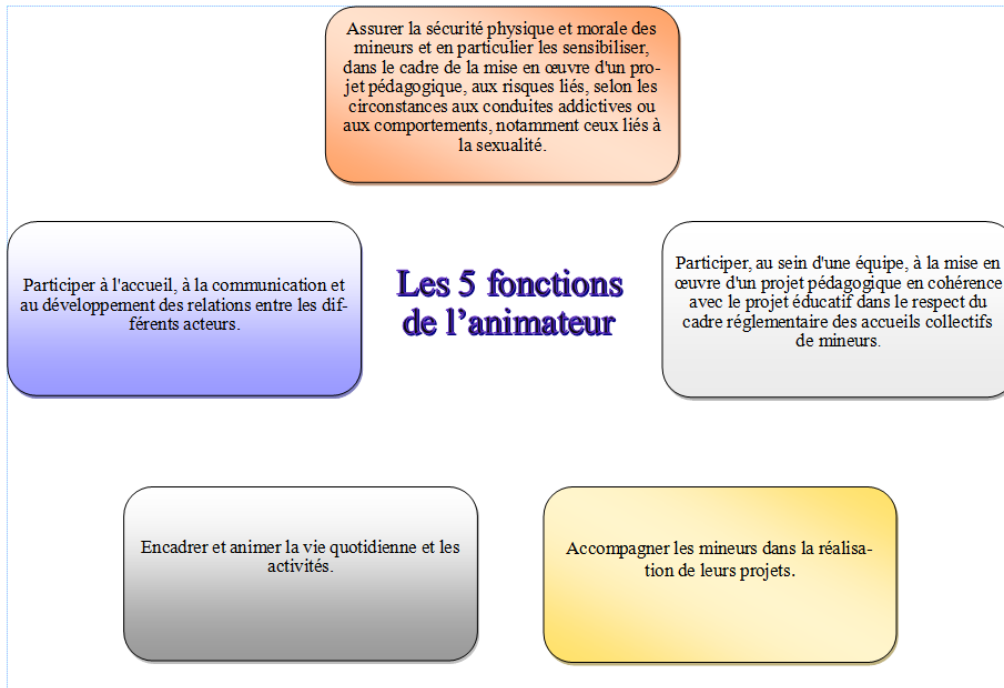 Assurer la sécurité physique et morale des
mineurs et en particulier les sensibiliser,
dans le cadre de la mise en œuvre d'un pro-
jet pédagogique, aux risques liés, selon les
circonstances aux conduites addictives ou
aux comportements, notamment ceux liés à
la sexualité.
Participer à l'accueil, à la communication et
au développement des relations entre les dif-
férents acteurs.
Les 5 fonctions
de l’animateur
Participer, au sein d'une équipe, à la mise en
œuvre d'un projet pédagogique en cohérence
avec le projet éducatif dans le respect du
cadre réglementaire des accueils collectifs
de mineurs.
Encadrer et animer la vie quotidienne et les
activités.
Accompagner les mineurs dans la réalisa-
tion de leurs projets.